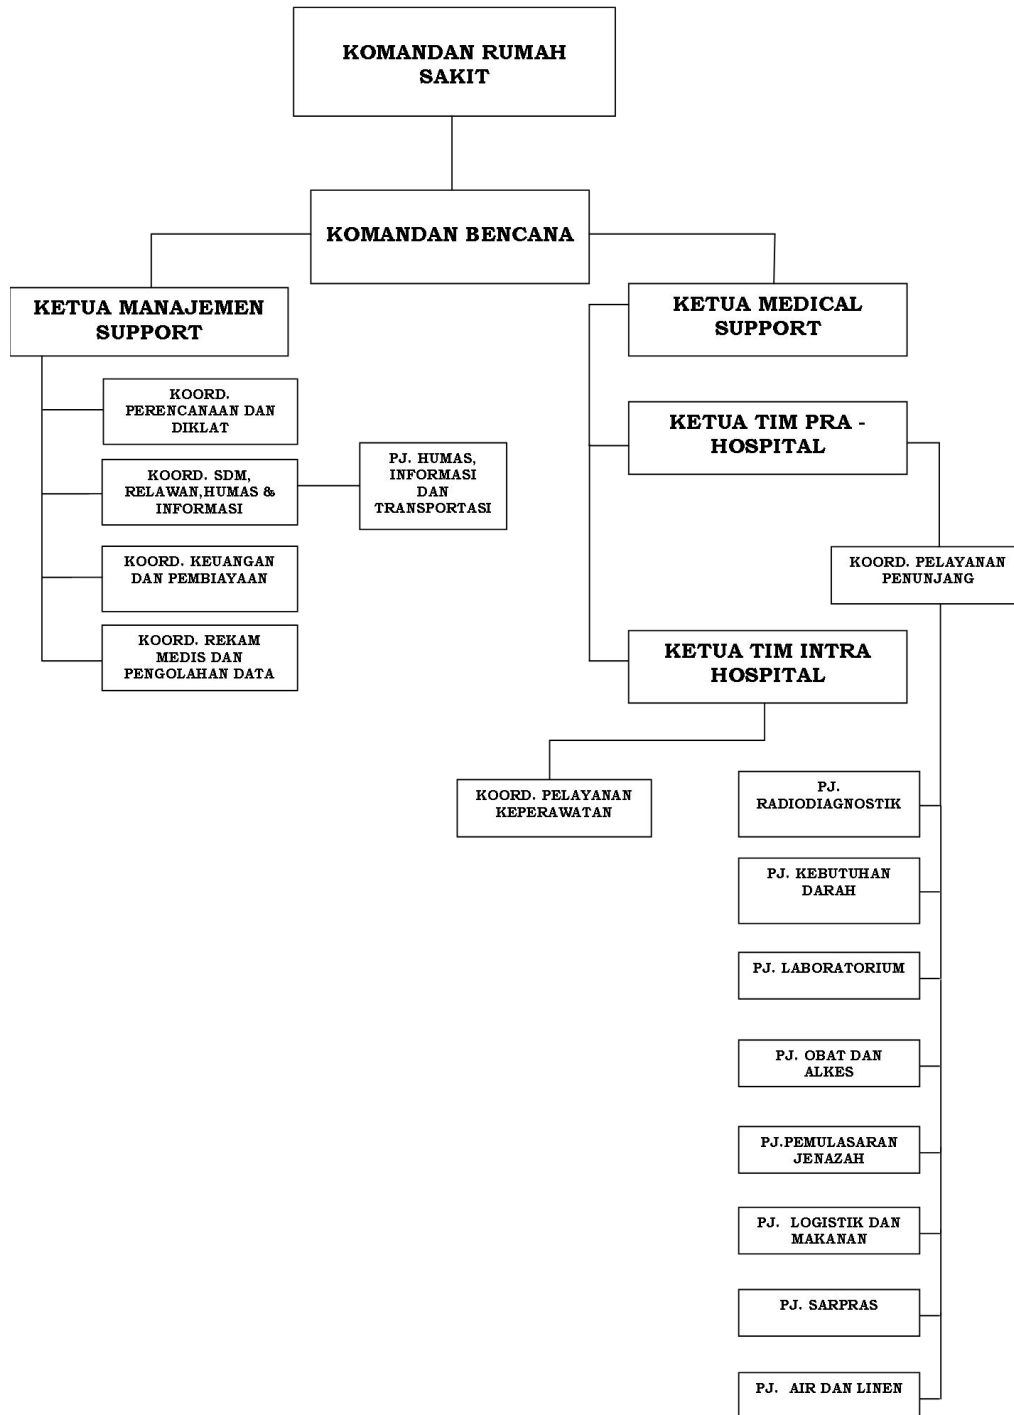 KOMANDAN RUMAH
SAKIT
KOMANDAN BENCANA
KETUA MANAJEMEN
SUPPORT
KETUA MEDICAL
SUPPORT
KOORD.
PERENCANAAN DAN
DIKLAT
KOORD. SDM,
RELAWAN,HUMAS &
INFORMASI
PJ. HUMAS,
INFORMASI
DAN
TRANSPORTASI
KOORD. KEUANGAN
DAN PEMBIAYAAN
KOORD. REKAM
MEDIS DAN
PENGOLAHAN DATA
KETUA TIM PRA -
HOSPITAL
KOORD. PELAYANAN
PENUNJANG
KETUA TIM INTRA
HOSPITAL
KOORD. PELAYANAN
KEPERAWATAN
PJ.
RADIODIAGNOSTIK
PJ. KEBUTUHAN
DARAH
PJ. LABORATORIUM
PJ. OBAT DAN
ALKES
PJ.PEMULASARAN
JENAZAH
PJ.  LOGISTIK DAN
MAKANAN
PJ. SARPRAS
PJ.  AIR DAN LINEN